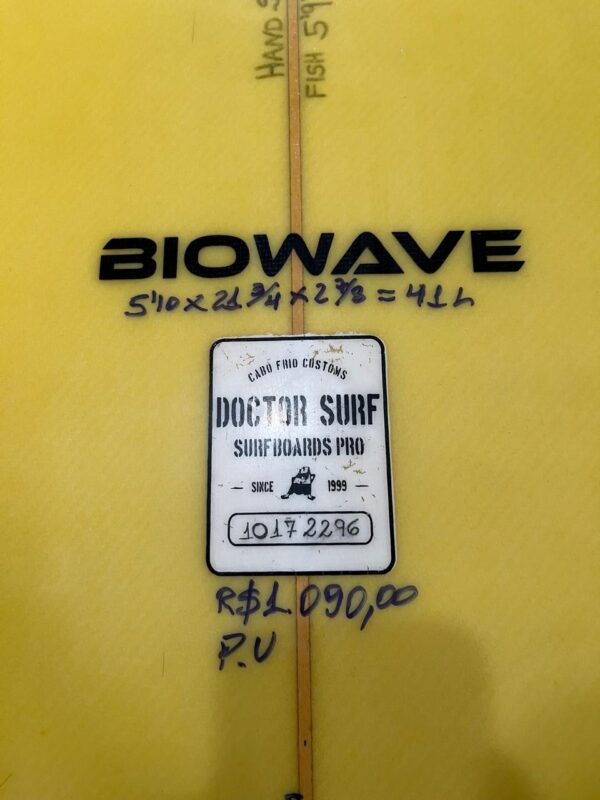 HAND S
FISH 5'9
BIOWAVE
5'10 x 21 3/4 x 2 7/8 = 41 L
CABO FRIO CUSTOMS
DOCTOR SURF
SURFBOARDS PRO
SINCE 1999
10172296
R$1.090,00
P.U